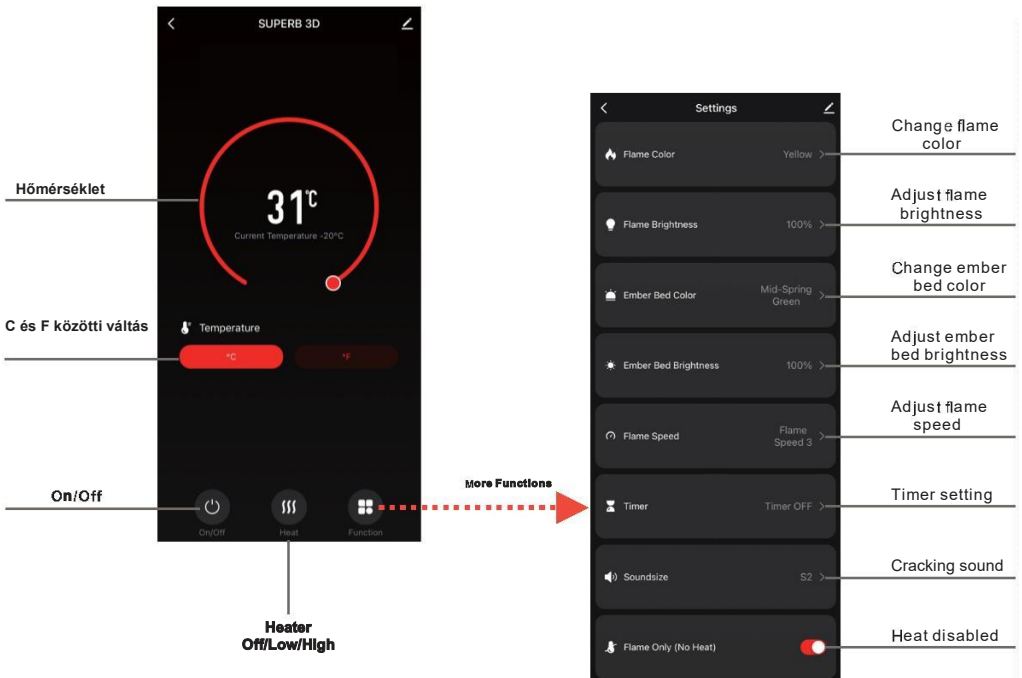 SUPERB 3D
Hőmérséklet
31°C
Current Temperature -20°C
C és F közötti váltás
Temperature
°C
°F
On/Off
On/Off
Heat
Function
Heater
Off/Low/High
More Functions
Settings
Flame Color
Yellow
Change flame
color
Flame Brightness
100%
Adjust flame
brightness
Ember Bed Color
Mid-Spring
Green
Change ember
bed color
Ember Bed Brightness
100%
Adjust ember
bed brightness
Flame Speed
Flame
Speed 3
Adjust flame
speed
Timer
Timer OFF
Timer setting
Soundsize
S2
Cracking sound
Flame Only (No Heat)
Heat disabled